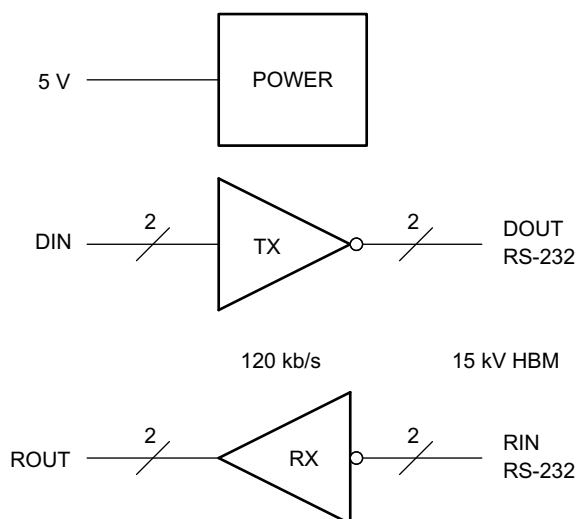 5 V
POWER
2
2
DIN
TX
DOUT
RS-232
120 kb/s
15 kV HBM
2
2
ROUT
RX
RIN
RS-232